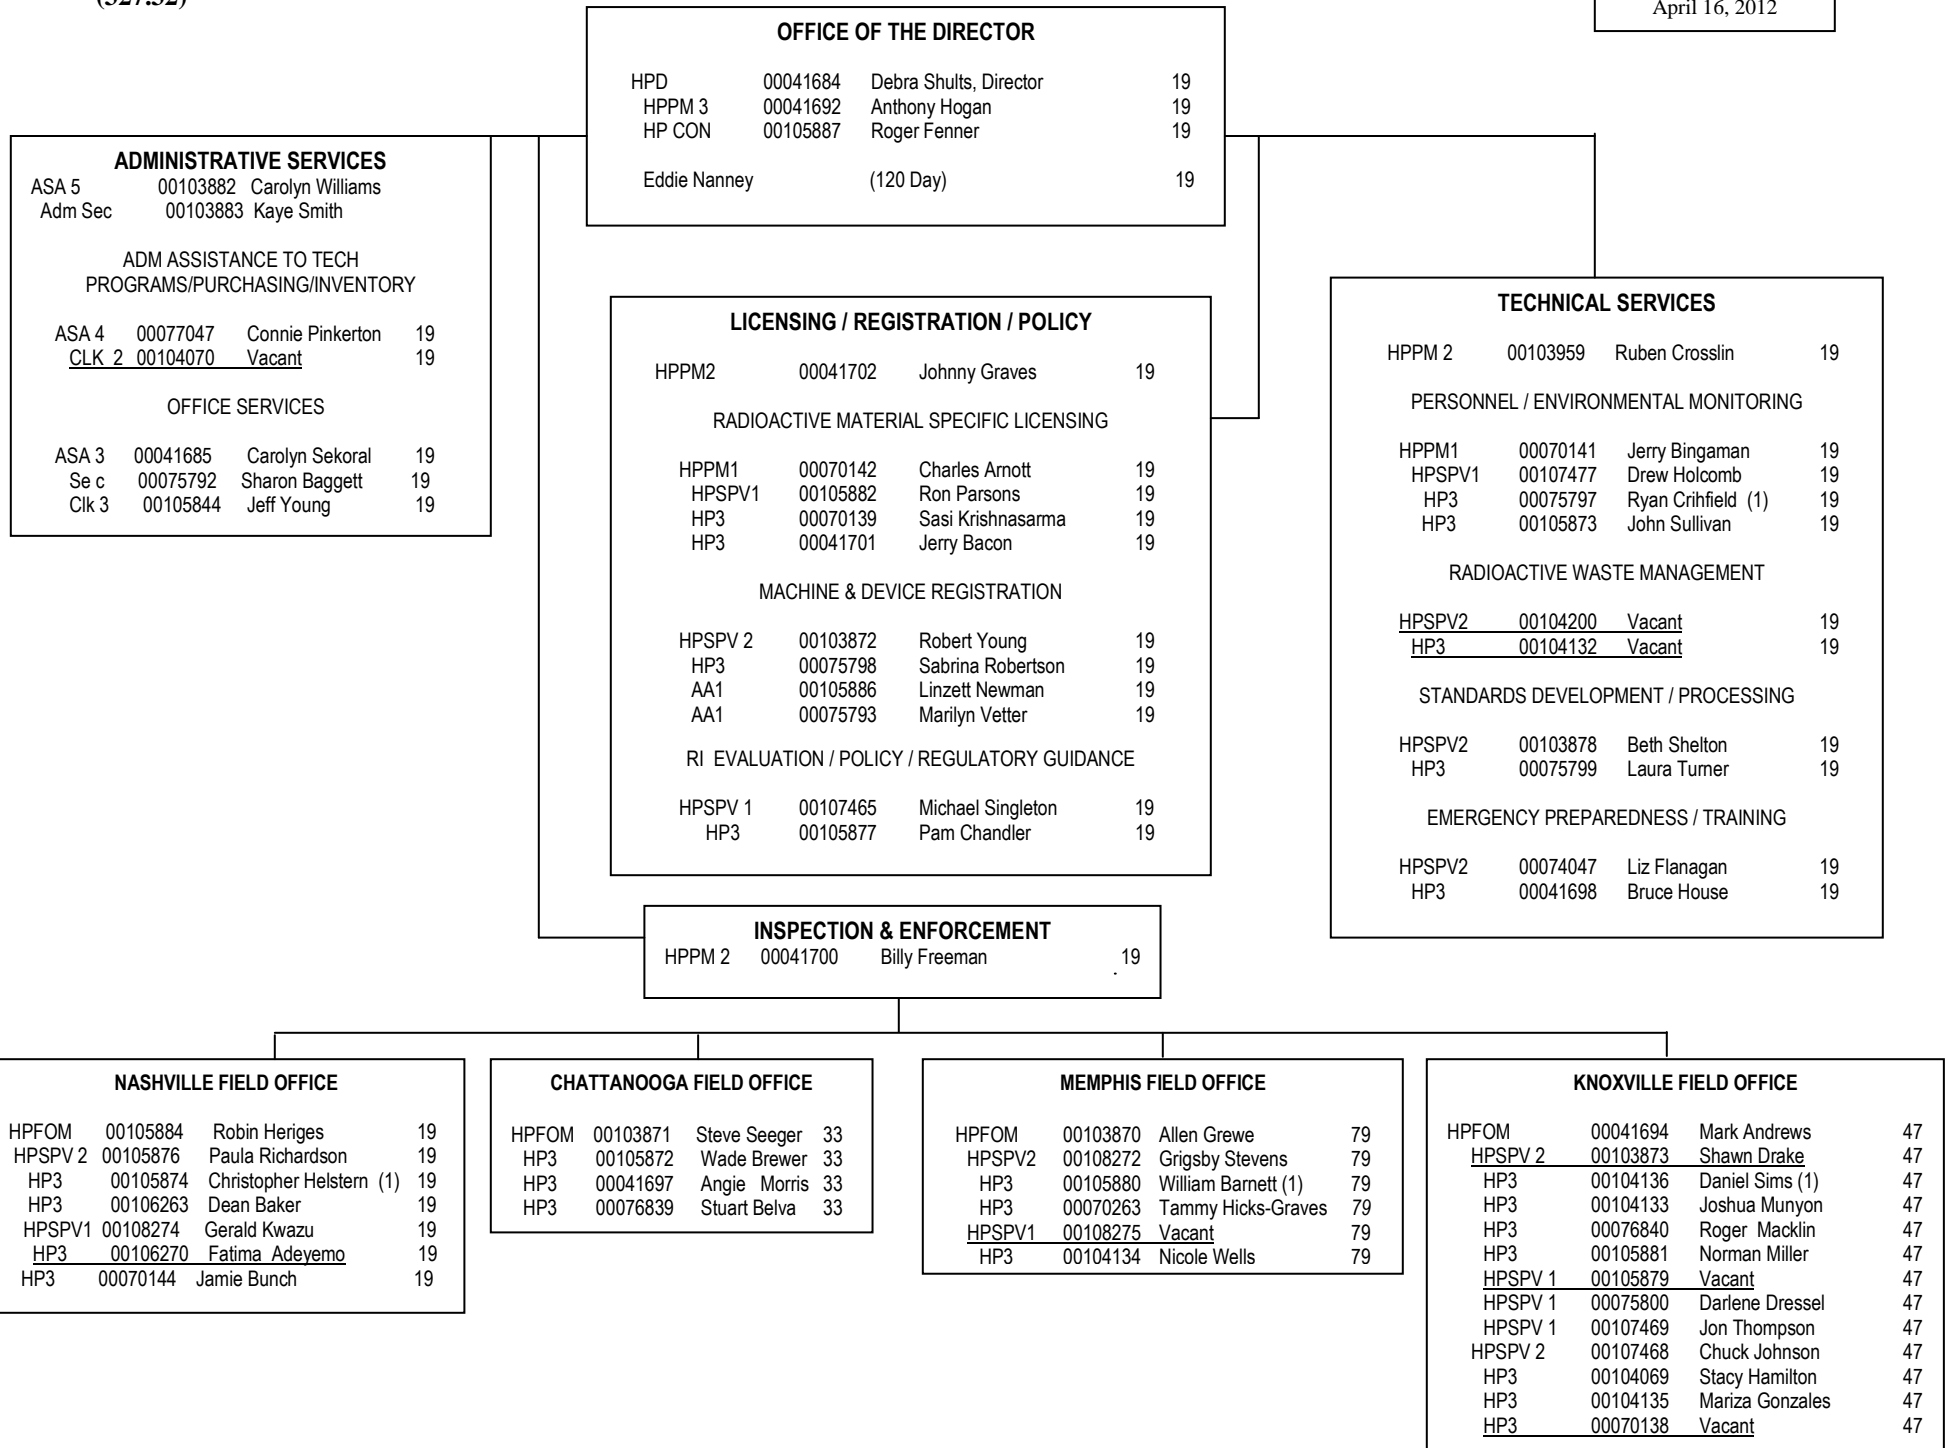 (327.32)
April 16, 2012
OFFICE OF THE DIRECTOR
HPD 00041684 Debra Shults, Director 19
HPPM 3 00041692 Anthony Hogan 19
HP CON 00105887 Roger Fenner 19
Eddie Nanney (120 Day) 19
ADMINISTRATIVE SERVICES
ASA 5 00103882 Carolyn Williams
Adm Sec 00103883 Kaye Smith
ADM ASSISTANCE TO TECH
PROGRAMS/PURCHASING/INVENTORY
ASA 4 00077047 Connie Pinkerton 19
CLK 2 00104070 Vacant 19
OFFICE SERVICES
ASA 3 00041685 Carolyn Sekoral 19
Se c 00075792 Sharon Baggett 19
Clk 3 00105844 Jeff Young 19
LICENSING / REGISTRATION / POLICY
HPPM2 00041702 Johnny Graves 19
RADIOACTIVE MATERIAL SPECIFIC LICENSING
HPPM1 00070142 Charles Arnott 19
HPSPV1 00105882 Ron Parsons 19
HP3 00070139 Sasi Krishnasarma 19
HP3 00041701 Jerry Bacon 19
MACHINE & DEVICE REGISTRATION
HPSPV 2 00103872 Robert Young 19
HP3 00075798 Sabrina Robertson 19
AA1 00105886 Linzett Newman 19
AA1 00075793 Marilyn Vetter 19
RI EVALUATION / POLICY / REGULATORY GUIDANCE
HPSPV 1 00107465 Michael Singleton 19
HP3 00105877 Pam Chandler 19
TECHNICAL SERVICES
HPPM 2 00103959 Ruben Crosslin 19
PERSONNEL / ENVIRONMENTAL MONITORING
HPPM1 00070141 Jerry Bingaman 19
HPSPV1 00107477 Drew Holcomb 19
HP3 00075797 Ryan Crihfield (1) 19
HP3 00105873 John Sullivan 19
RADIOACTIVE WASTE MANAGEMENT
HPSPV2 00104200 Vacant 19
HP3 00104132 Vacant 19
STANDARDS DEVELOPMENT / PROCESSING
HPSPV2 00103878 Beth Shelton 19
HP3 00075799 Laura Turner 19
EMERGENCY PREPAREDNESS / TRAINING
HPSPV2 00074047 Liz Flanagan 19
HP3 00041698 Bruce House 19
INSPECTION & ENFORCEMENT
HPPM 2 00041700 Billy Freeman 19
NASHVILLE FIELD OFFICE
HPFOM 00105884 Robin Heriges 19
HPSPV 2 00105876 Paula Richardson 19
HP3 00105874 Christopher Helstern (1) 19
HP3 00106263 Dean Baker 19
HPSPV1 00108274 Gerald Kwazu 19
HP3 00106270 Fatima Adeyemo 19
HP3 00070144 Jamie Bunch 19
CHATTANOOGA FIELD OFFICE
HPFOM 00103871 Steve Seeger 33
HP3 00105872 Wade Brewer 33
HP3 00041697 Angie Morris 33
HP3 00076839 Stuart Belva 33
MEMPHIS FIELD OFFICE
HPFOM 00103870 Allen Grewe 79
HPSPV2 00108272 Grigsby Stevens 79
HP3 00105880 William Barnett (1) 79
HP3 00070263 Tammy Hicks-Graves 79
HPSPV1 00108275 Vacant 79
HP3 00104134 Nicole Wells 79
KNOXVILLE FIELD OFFICE
HPFOM 00041694 Mark Andrews 47
HPSPV 2 00103873 Shawn Drake 47
HP3 00104136 Daniel Sims (1) 47
HP3 00104133 Joshua Munyon 47
HP3 00076840 Roger Macklin 47
HP3 00105881 Norman Miller 47
HPSPV 1 00105879 Vacant 47
HPSPV 1 00075800 Darlene Dressel 47
HPSPV 1 00107469 Jon Thompson 47
HPSPV 2 00107468 Chuck Johnson 47
HP3 00104069 Stacy Hamilton 47
HP3 00104135 Mariza Gonzales 47
HP3 00070138 Vacant 47